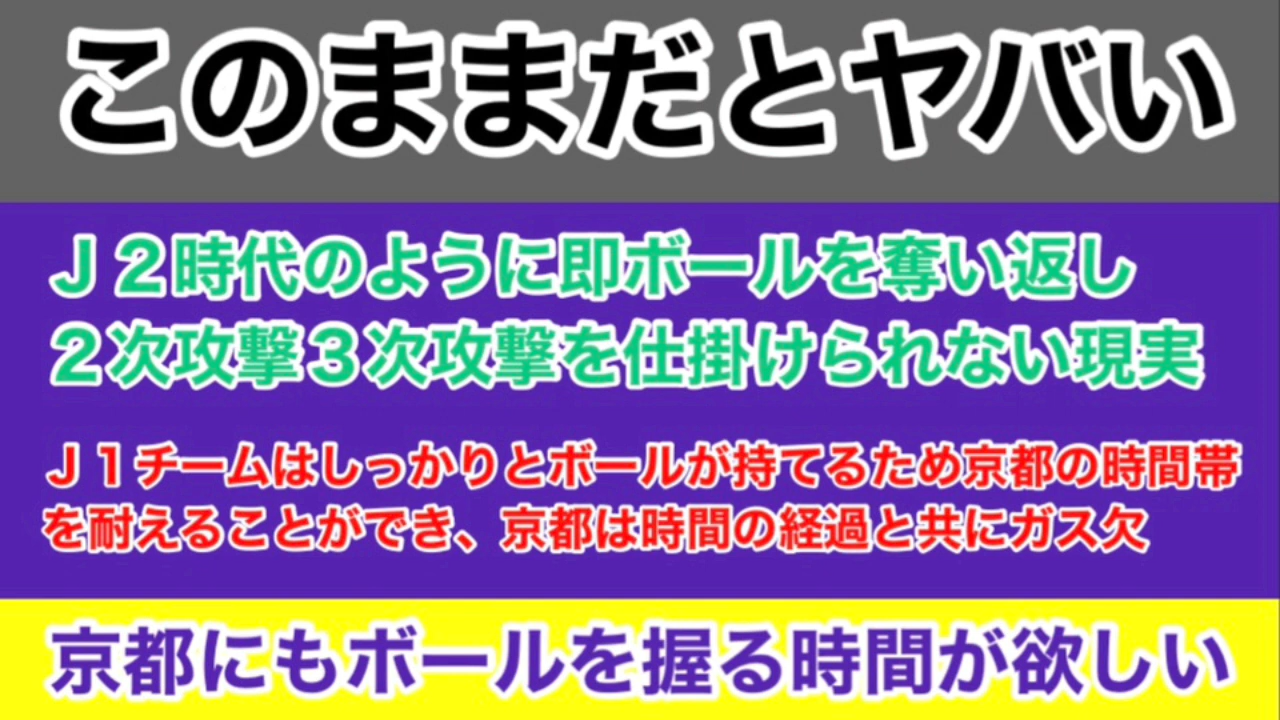 このままだとヤバい
Ｊ２時代のように即ボールを奪い返し
２次攻撃３次攻撃を仕掛けられない現実
Ｊ１チームはしっかりとボールが持てるため京都の時間帯
を耐えることができ、京都は時間の経過と共にガス欠
京都にもボールを握る時間が欲しい